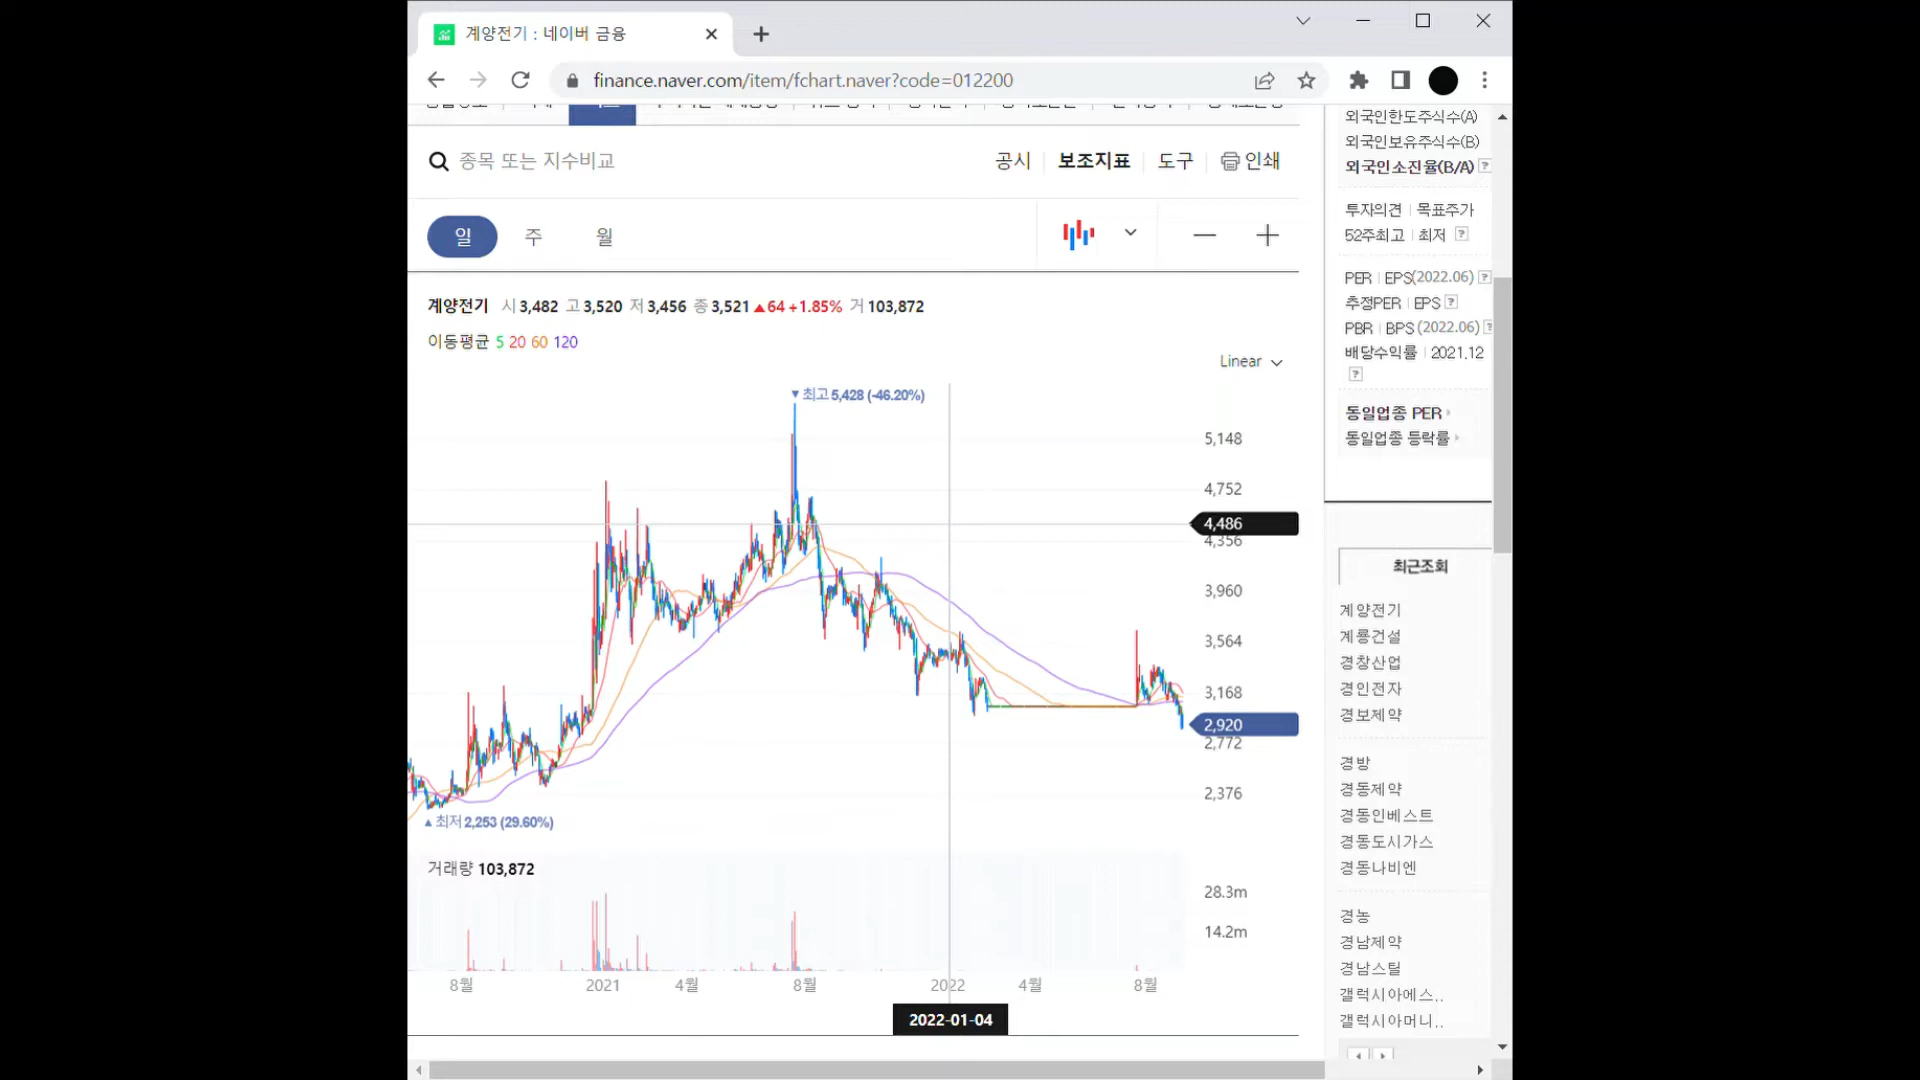 계양전기 : 네이버 금융
finance.naver.com/item/fchart.naver?code=012200
종목 또는 지수비교
공시 보조지표 도구 인쇄
일 주 월
계양전기 시 3,482 고 3,520 저 3,456 종 3,521 ▲64 +1.85% 거 103,872
이동평균 5 20 60 120
Linear
▼최고 5,428 (-46.20%)
5,148
4,752
4,486
4,356
3,960
3,564
3,168
2,920
2,772
2,376
▲최저 2,253 (29.60%)
거래량 103,872
28.3m
14.2m
8월 2021 4월 8월 2022 4월 8월
2022-01-04
외국인한도주식수(A)
외국인보유주식수(B)
외국인소진율(B/A) ?
투자의견 | 목표주가
52주최고 | 최저 ?
PER | EPS(2022.06) ?
추정PER | EPS ?
PBR | BPS (2022.06) ?
배당수익률 | 2021.12
?
동일업종 PER
동일업종 등락률
최근조회
계양전기
계룡건설
경창산업
경인전자
경보제약
경방
경동제약
경동인베스트
경동도시가스
경동나비엔
경농
경남제약
경남스틸
갤럭시아에스..
갤럭시아머니..